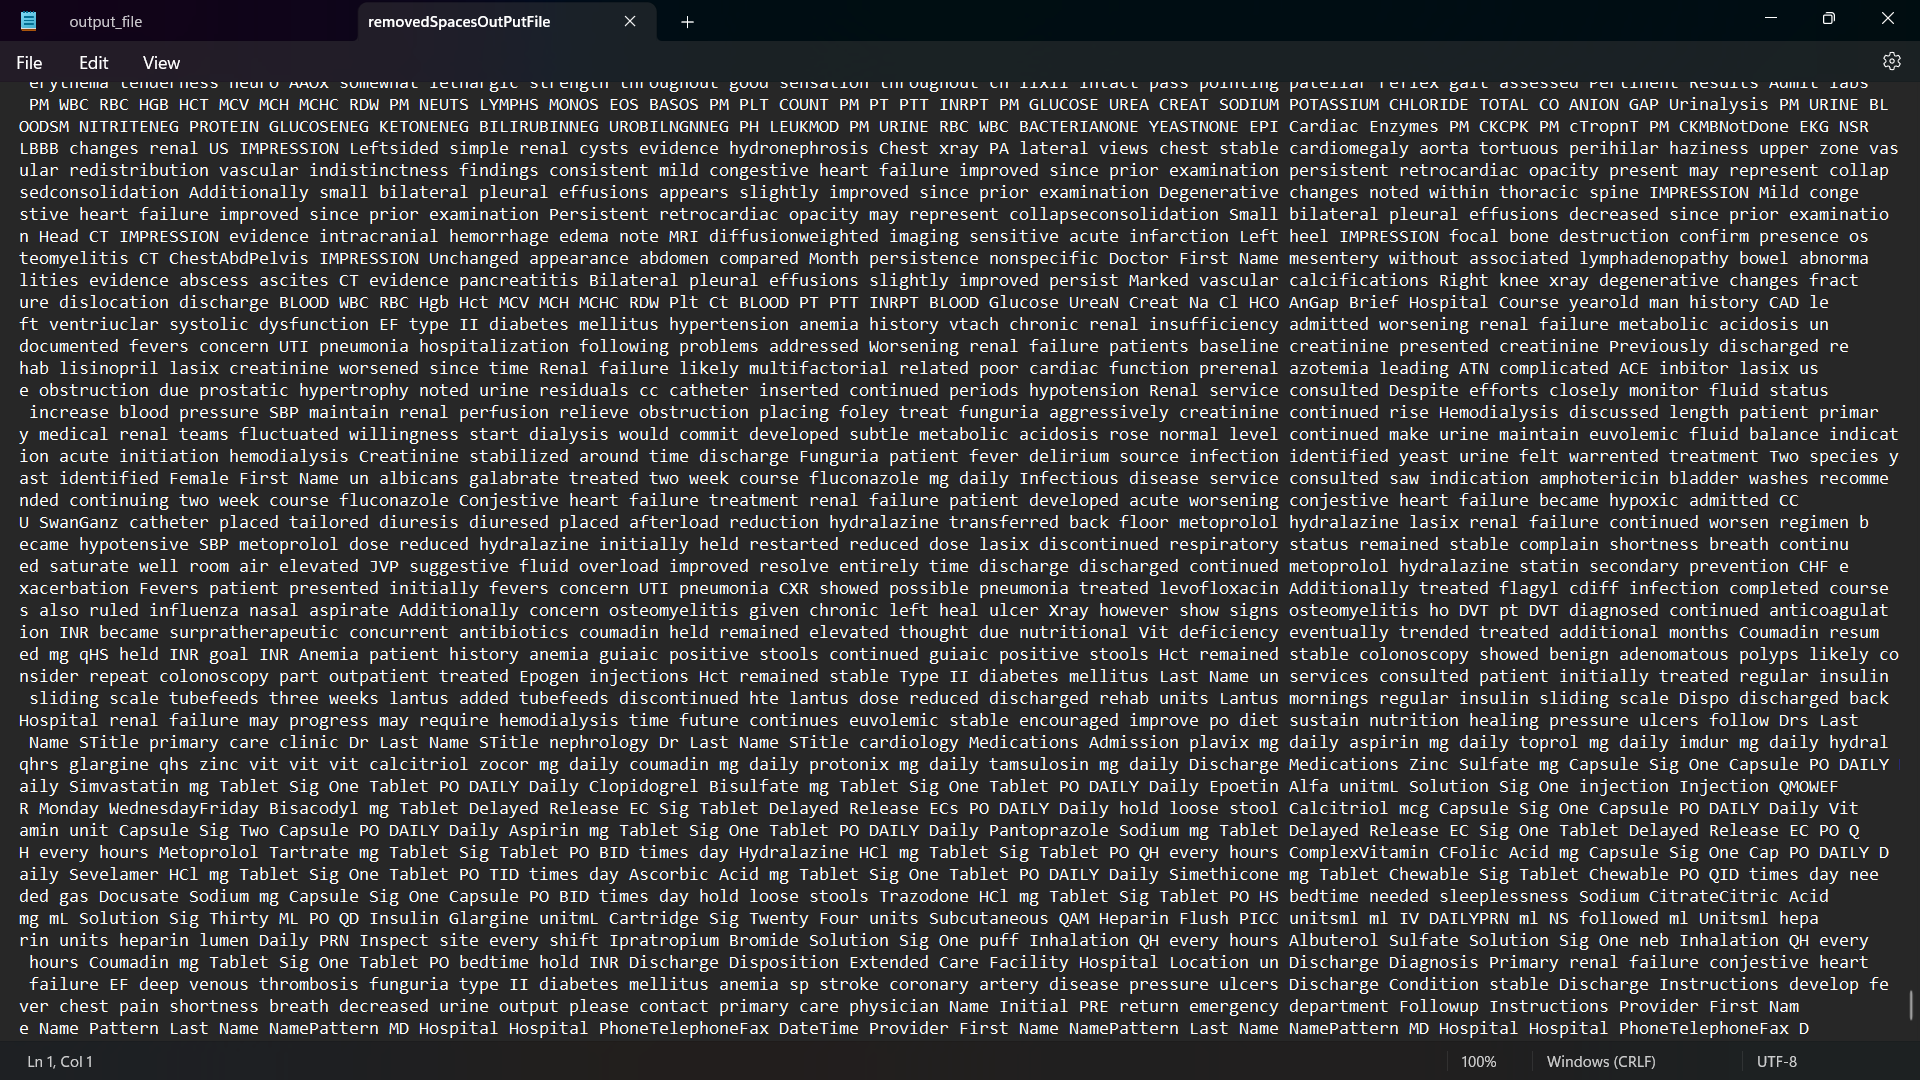 output_file
removedSpacesOutPutFile
File Edit View
erythema tenderness neuro AAOx somewhat lethargic strength throughout good sensation throughout cn iixii intact pass pointing patellar reflex gait assessed Pertinent Results Admit labs
PM WBC RBC HGB HCT MCV MCH MCHC RDW PM NEUTS LYMPHS MONOS EOS BASOS PM PLT COUNT PM PT PTT INRPT PM GLUCOSE UREA CREAT SODIUM POTASSIUM CHLORIDE TOTAL CO ANION GAP Urinalysis PM URINE BL
OODSM NITRITENEG PROTEIN GLUCOSENEG KETONENEG BILIRUBINNEG UROBILNGNNEG PH LEUKMOD PM URINE RBC WBC BACTERIANONE YEASTNONE EPI Cardiac Enzymes PM CKCPK PM cTropnT PM CKMBNotDone EKG NSR
LBBB changes renal US IMPRESSION Leftsided simple renal cysts evidence hydronephrosis Chest xray PA lateral views chest stable cardiomegaly aorta tortuous perihilar haziness upper zone vas
ular redistribution vascular indistinctness findings consistent mild congestive heart failure improved since prior examination persistent retrocardiac opacity present may represent collap
sedconsolidation Additionally small bilateral pleural effusions appears slightly improved since prior examination Degenerative changes noted within thoracic spine IMPRESSION Mild conge
stive heart failure improved since prior examination Persistent retrocardiac opacity may represent collapseconsolidation Small bilateral pleural effusions decreased since prior examinatio
n Head CT IMPRESSION evidence intracranial hemorrhage edema note MRI diffusionweighted imaging sensitive acute infarction Left heel IMPRESSION focal bone destruction confirm presence os
teomyelitis CT ChestAbdPelvis IMPRESSION Unchanged appearance abdomen compared Month persistence nonspecific Doctor First Name mesentery without associated lymphadenopathy bowel abnorma
lities evidence abscess ascites CT evidence pancreatitis Bilateral pleural effusions slightly improved persist Marked vascular calcifications Right knee xray degenerative changes fract
ure dislocation discharge BLOOD WBC RBC Hgb Hct MCV MCH MCHC RDW Plt Ct BLOOD PT PTT INRPT BLOOD Glucose UreaN Creat Na Cl HCO AnGap Brief Hospital Course yearold man history CAD le
ft ventriuclar systolic dysfunction EF type II diabetes mellitus hypertension anemia history vtach chronic renal insufficiency admitted worsening renal failure metabolic acidosis un
documented fevers concern UTI pneumonia hospitalization following problems addressed Worsening renal failure patients baseline creatinine presented creatinine Previously discharged re
hab lisinopril lasix creatinine worsened since time Renal failure likely multifactorial related poor cardiac function prerenal azotemia leading ATN complicated ACE inbitor lasix us
e obstruction due prostatic hypertrophy noted urine residuals cc catheter inserted continued periods hypotension Renal service consulted Despite efforts closely monitor fluid status
increase blood pressure SBP maintain renal perfusion relieve obstruction placing foley treat funguria aggressively creatinine continued rise Hemodialysis discussed length patient primar
y medical renal teams fluctuated willingness start dialysis would commit developed subtle metabolic acidosis rose normal level continued make urine maintain euvolemic fluid balance indicat
ion acute initiation hemodialysis Creatinine stabilized around time discharge Funguria patient fever delirium source infection identified yeast urine felt warrented treatment Two species y
ast identified Female First Name un albicans galabrate treated two week course fluconazole mg daily Infectious disease service consulted saw indication amphotericin bladder washes recomme
nded continuing two week course fluconazole Conjestive heart failure treatment renal failure patient developed acute worsening conjestive heart failure became hypoxic admitted CC
U SwanGanz catheter placed tailored diuresis diuresed placed afterload reduction hydralazine transferred back floor metoprolol hydralazine lasix renal failure continued worsen regimen b
ecame hypotensive SBP metoprolol dose reduced hydralazine initially held restarted reduced dose lasix discontinued respiratory status remained stable complain shortness breath continu
ed saturate well room air elevated JVP suggestive fluid overload improved resolve entirely time discharge discharged continued metoprolol hydralazine statin secondary prevention CHF e
xacerbation Fevers patient presented initially fevers concern UTI pneumonia CXR showed possible pneumonia treated levofloxacin Additionally treated flagyl cdiff infection completed course
s also ruled influenza nasal aspirate Additionally concern osteomyelitis given chronic left heal ulcer Xray however show signs osteomyelitis ho DVT pt DVT diagnosed continued anticoagulat
ion INR became surpratherapeutic concurrent antibiotics coumadin held remained elevated thought due nutritional Vit deficiency eventually trended treated additional months Coumadin resum
ed mg qHS held INR goal INR Anemia patient history anemia guiaic positive stools continued guiaic positive stools Hct remained stable colonoscopy showed benign adenomatous polyps likely co
nsider repeat colonoscopy part outpatient treated Epogen injections Hct remained stable Type II diabetes mellitus Last Name un services consulted patient initially treated regular insulin
sliding scale tubefeeds three weeks lantus added tubefeeds discontinued hte lantus dose reduced discharged rehab units Lantus mornings regular insulin sliding scale Dispo discharged back
Hospital renal failure may progress may require hemodialysis time future continues euvolemic stable encouraged improve po diet sustain nutrition healing pressure ulcers follow Drs Last
Name STitle primary care clinic Dr Last Name STitle nephrology Dr Last Name STitle cardiology Medications Admission plavix mg daily aspirin mg daily toprol mg daily imdur mg daily hydral
qhrs glargine qhs zinc vit vit vit calcitriol zocor mg daily coumadin mg daily protonix mg daily tamsulosin mg daily Discharge Medications Zinc Sulfate mg Capsule Sig One Capsule PO DAILY
aily Simvastatin mg Tablet Sig One Tablet PO DAILY Daily Clopidogrel Bisulfate mg Tablet Sig One Tablet PO DAILY Daily Epoetin Alfa unitmL Solution Sig One injection Injection QMOWEF
R Monday WednesdayFriday Bisacodyl mg Tablet Delayed Release EC Sig Tablet Delayed Release ECs PO DAILY Daily hold loose stool Calcitriol mcg Capsule Sig One Capsule PO DAILY Daily Vit
amin unit Capsule Sig Two Capsule PO DAILY Daily Aspirin mg Tablet Sig One Tablet PO DAILY Daily Pantoprazole Sodium mg Tablet Delayed Release EC Sig One Tablet Delayed Release EC PO Q
H every hours Metoprolol Tartrate mg Tablet Sig Tablet PO BID times day Hydralazine HCl mg Tablet Sig Tablet PO QH every hours ComplexVitamin CFolic Acid mg Capsule Sig One Cap PO DAILY D
aily Sevelamer HCl mg Tablet Sig One Tablet PO TID times day Ascorbic Acid mg Tablet Sig One Tablet PO DAILY Daily Simethicone mg Tablet Chewable Sig Tablet Chewable PO QID times day nee
ded gas Docusate Sodium mg Capsule Sig One Capsule PO BID times day hold loose stools Trazodone HCl mg Tablet Sig Tablet PO HS bedtime needed sleeplessness Sodium CitrateCitric Acid
mg mL Solution Sig Thirty ML PO QD Insulin Glargine unitmL Cartridge Sig Twenty Four units Subcutaneous QAM Heparin Flush PICC unitsml ml IV DAILYPRN ml NS followed ml Unitsml hepa
rin units heparin lumen Daily PRN Inspect site every shift Ipratropium Bromide Solution Sig One puff Inhalation QH every hours Albuterol Sulfate Solution Sig One neb Inhalation QH every
hours Coumadin mg Tablet Sig One Tablet PO bedtime hold INR Discharge Disposition Extended Care Facility Hospital Location un Discharge Diagnosis Primary renal failure conjestive heart
failure EF deep venous thrombosis funguria type II diabetes mellitus anemia sp stroke coronary artery disease pressure ulcers Discharge Condition stable Discharge Instructions develop fe
ver chest pain shortness breath decreased urine output please contact primary care physician Name Initial PRE return emergency department Followup Instructions Provider First Nam
e Name Pattern Last Name NamePattern MD Hospital Hospital PhoneTelephoneFax DateTime Provider First Name NamePattern Last Name NamePattern MD Hospital Hospital PhoneTelephoneFax D
Ln 1, Col 1
100%
Windows (CRLF)
UTF-8